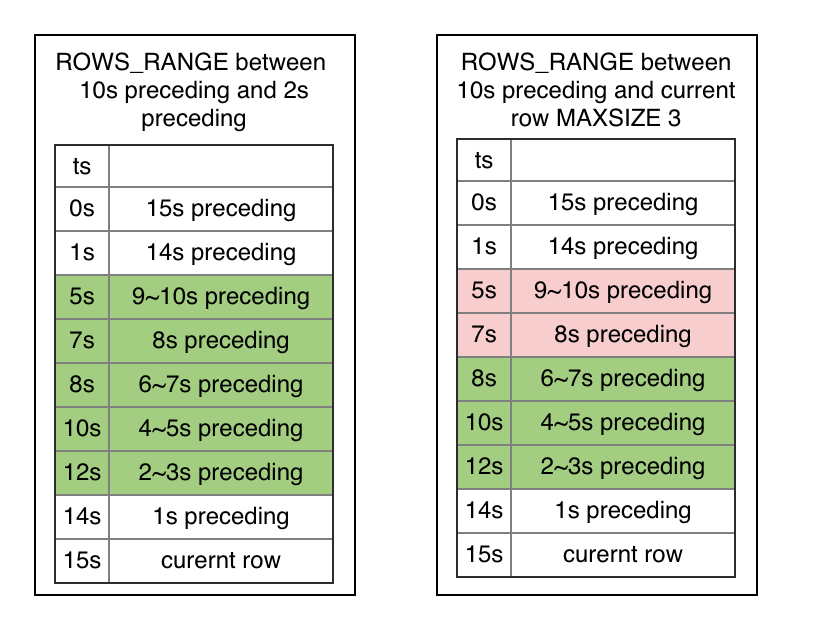 ROWS_RANGE between
10s preceding and 2s
preceding
ts
0s 15s preceding
1s 14s preceding
5s 9~10s preceding
7s 8s preceding
8s 6~7s preceding
10s 4~5s preceding
12s 2~3s preceding
14s 1s preceding
15s curernt row
ROWS_RANGE between
10s preceding and current
row MAXSIZE 3
ts
0s 15s preceding
1s 14s preceding
5s 9~10s preceding
7s 8s preceding
8s 6~7s preceding
10s 4~5s preceding
12s 2~3s preceding
14s 1s preceding
15s curernt row